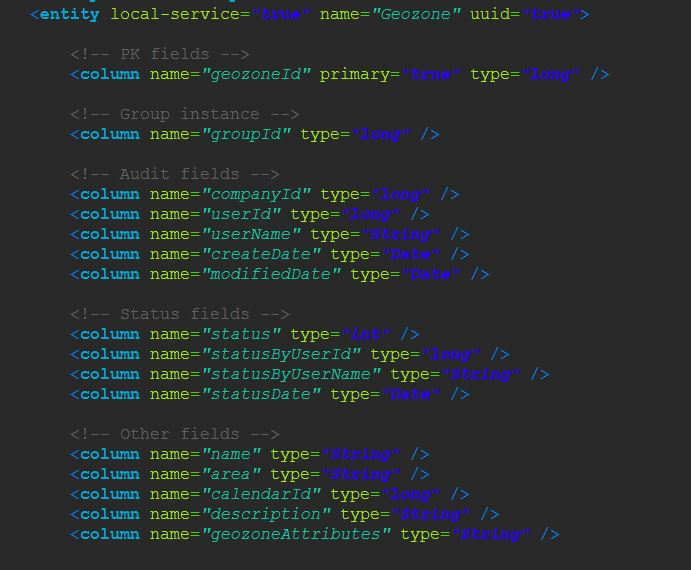 <entity local-service="true" name="Geozone" uuid="true">
<!-- PK fields -->
<column name="geozoneId" primary="true" type="long" />
<!-- Group instance -->
<column name="groupId" type="long" />
<!-- Audit fields -->
<column name="companyId" type="long" />
<column name="userId" type="long" />
<column name="userName" type="String" />
<column name="createDate" type="Date" />
<column name="modifiedDate" type="Date" />
<!-- Status fields -->
<column name="status" type="int" />
<column name="statusByUserId" type="long" />
<column name="statusByUserName" type="String" />
<column name="statusDate" type="Date" />
<!-- Other fields -->
<column name="name" type="String" />
<column name="area" type="String" />
<column name="calendarId" type="long" />
<column name="description" type="String" />
<column name="geozoneAttributes" type="String" />